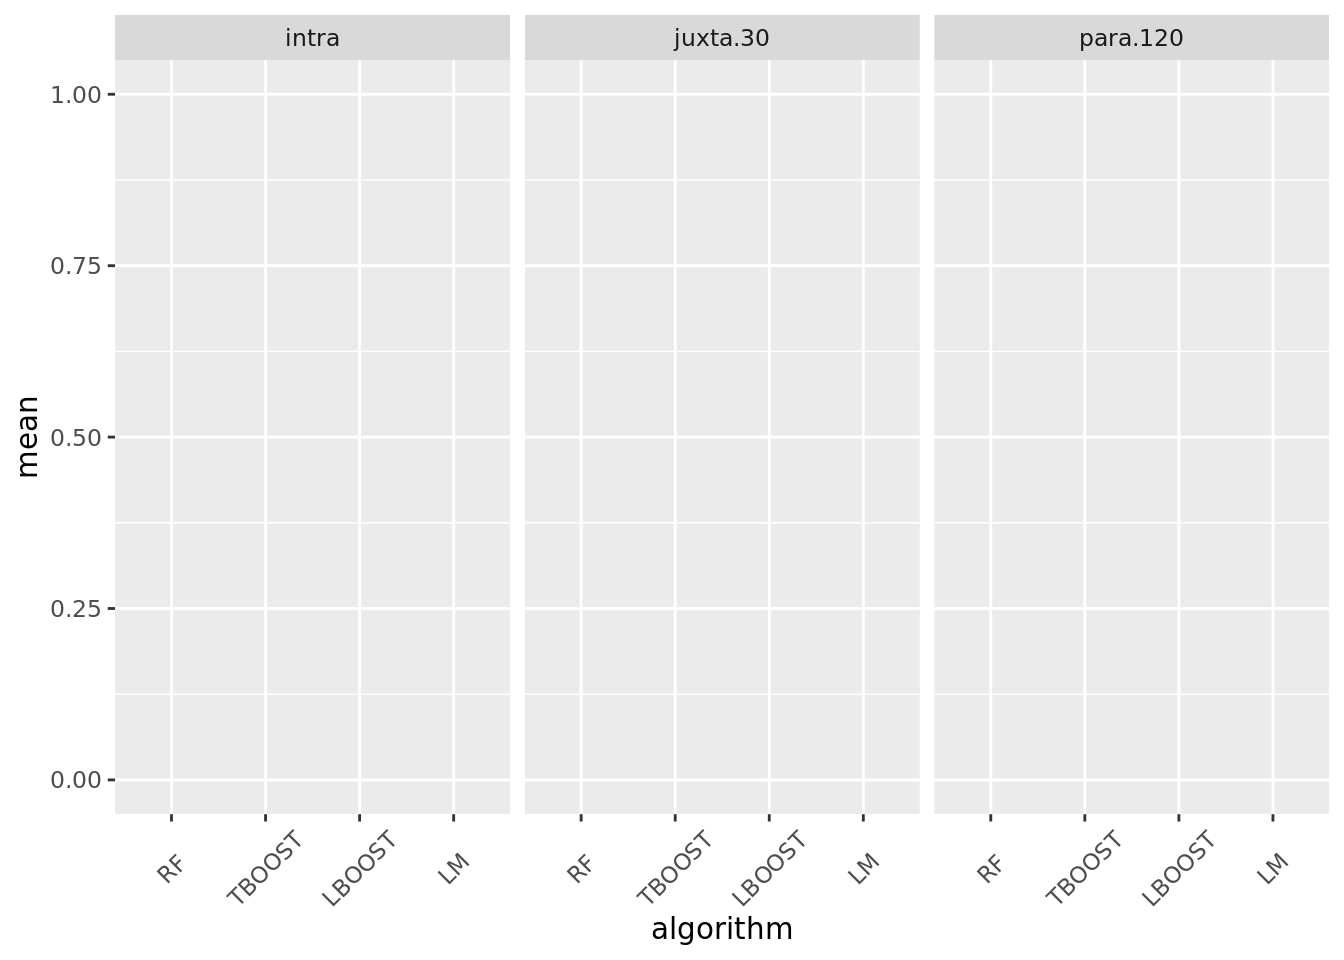 intra juxta.30 para.120
1.00
0.75
0.50
0.25
0.00
mean
RF TBOOST LBOOST LM RF TBOOST LBOOST LM RF TBOOST LBOOST LM
algorithm